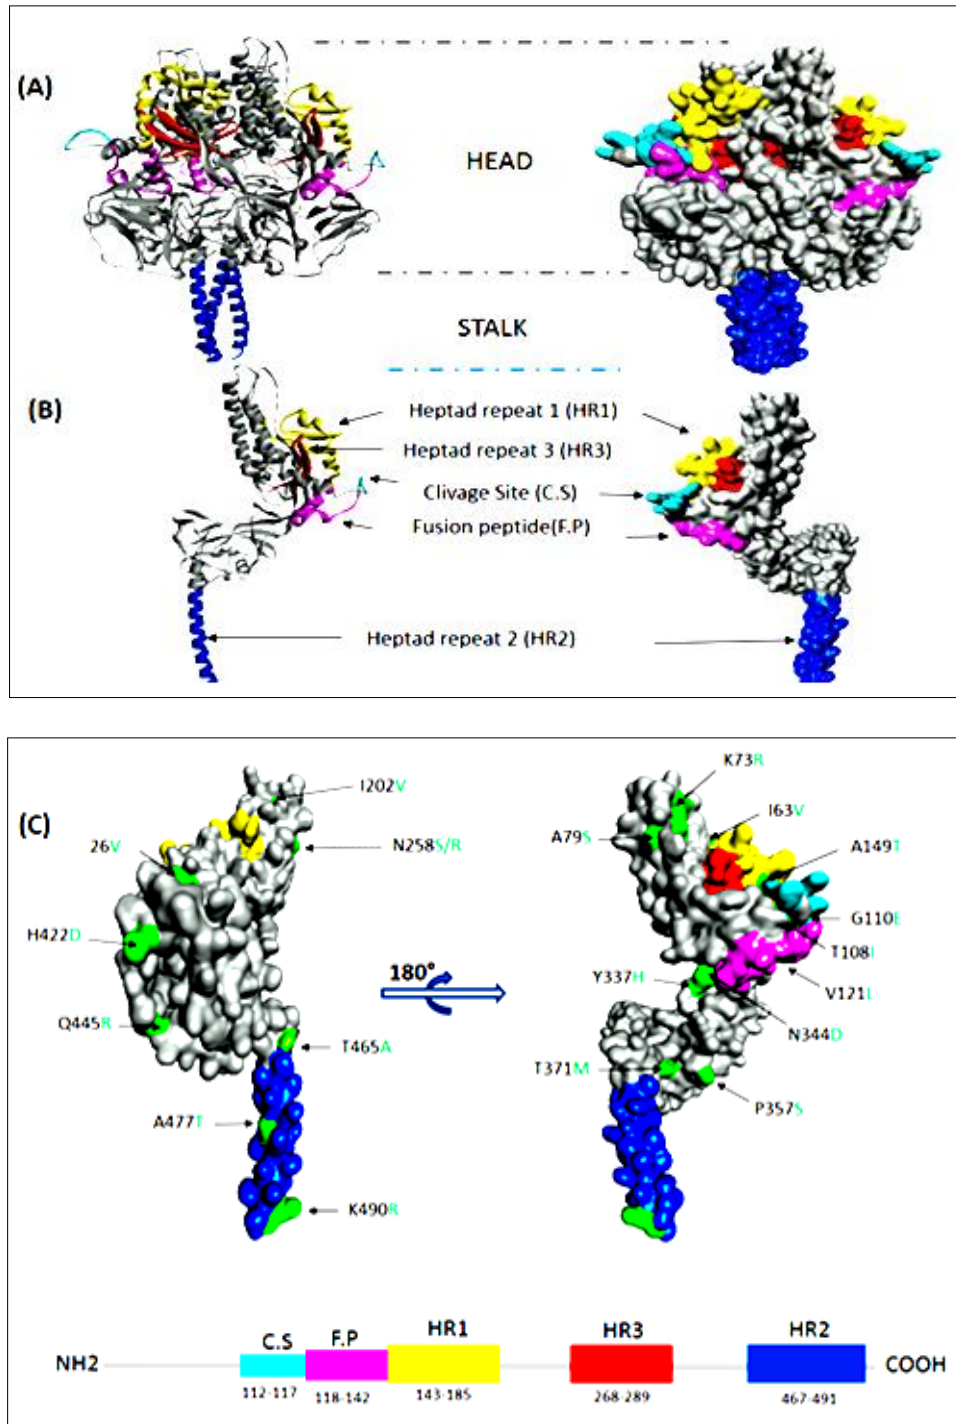 (A)
HEAD
STALK
(B)
Heptad repeat 1 (HR1)
Heptad repeat 3 (HR3)
Clivage Site (C.S)
Fusion peptide(F.P)
Heptad repeat 2 (HR2)
(C)
I202V
26V
N258S/R
H422D
Q445R
T465A
A477T
K490R
180°
K73R
A79S
I63V
A149T
G110E
T108I
Y337H
V121L
N344D
T371M
P357S
NH2
C.S
F.P
HR1
HR3
HR2
COOH
112-117
118-142
143-185
268-289
467-491